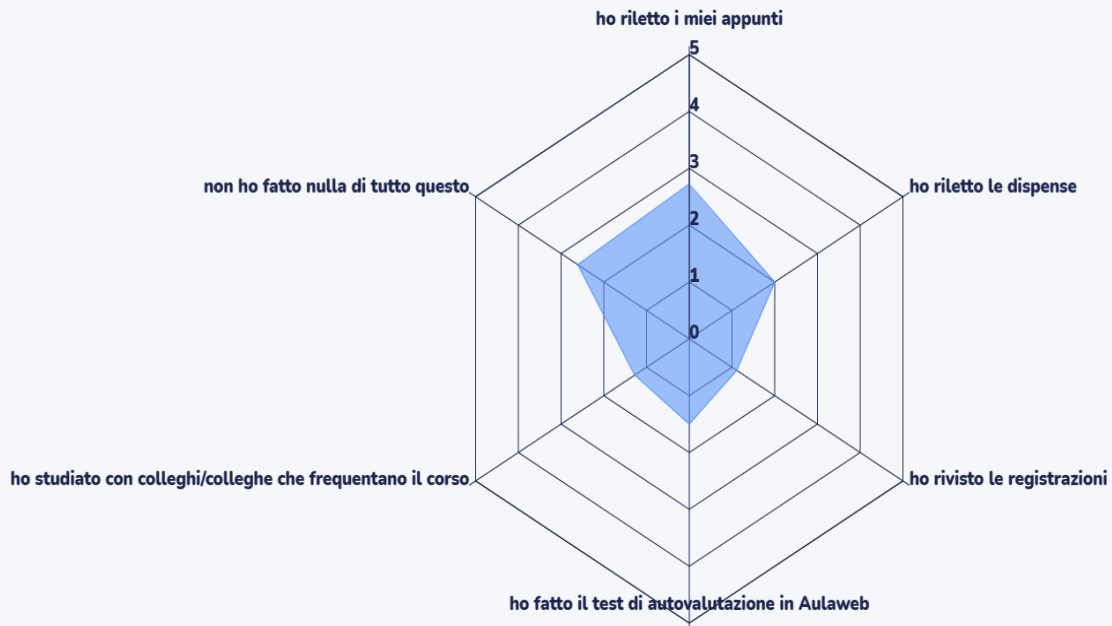 ho riletto i miei appunti
5
4
3
non ho fatto nulla di tutto questo
ho riletto le dispense
2
1
0
ho studiato con colleghi/colleghe che frequentano il corso
ho rivisto le registrazioni
ho fatto il test di autovalutazione in Aulaweb